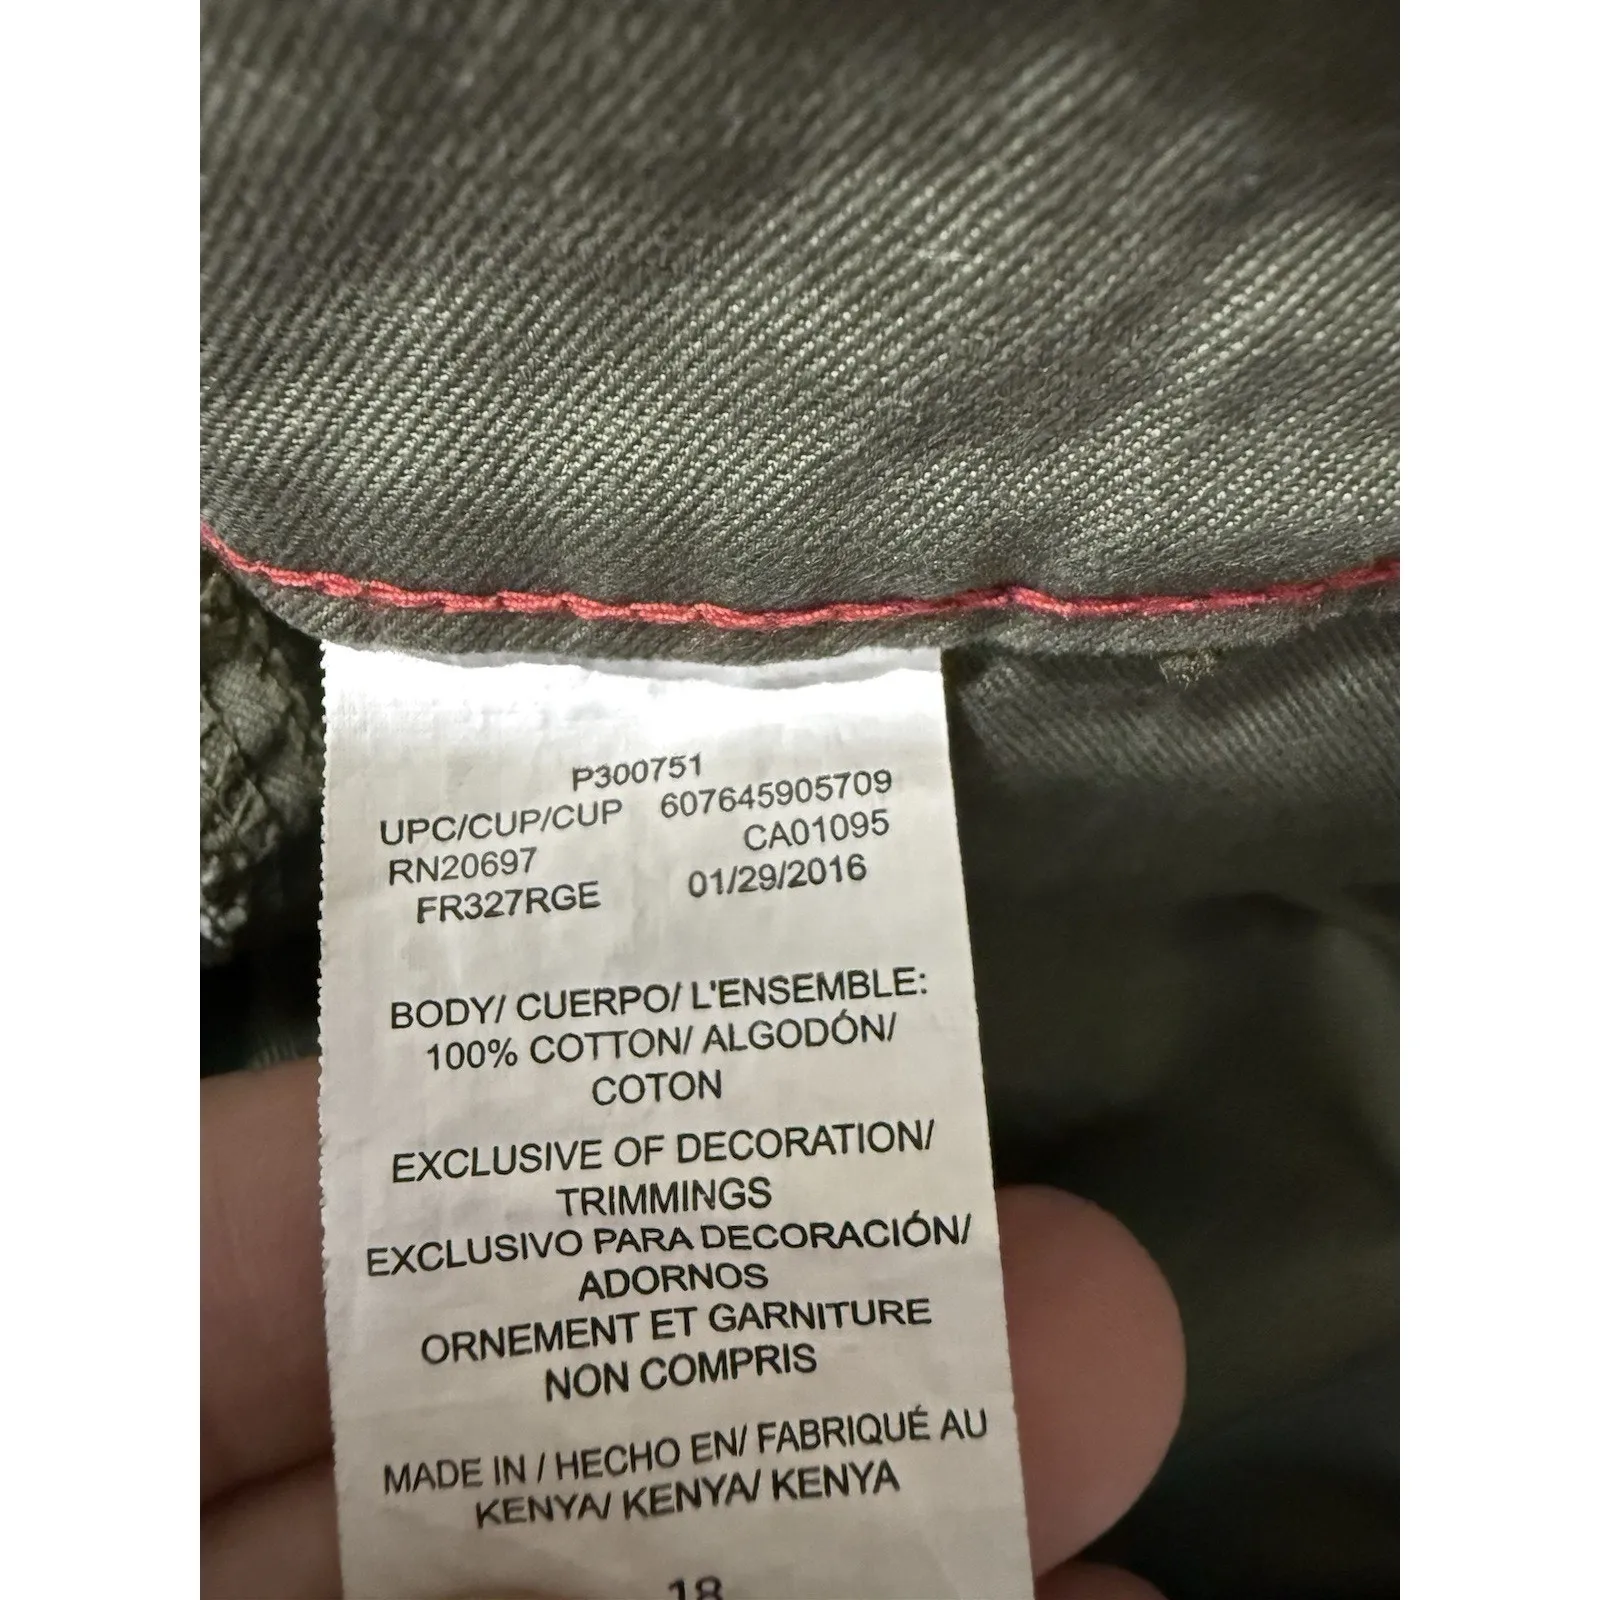 P300751
UPC/CUP/CUP 607645905709
RN20697 CA01095
FR327RGE 01/29/2016
BODY/ CUERPO/ L'ENSEMBLE:
100% COTTON/ ALGODÓN/
COTON
EXCLUSIVE OF DECORATION/
TRIMMINGS
EXCLUSIVO PARA DECORACIÓN/
ADORNOS
ORNEMENT ET GARNITURE
NON COMPRIS
MADE IN / HECHO EN/ FABRIQUÉ AU
KENYA/ KENYA/ KENYA
18